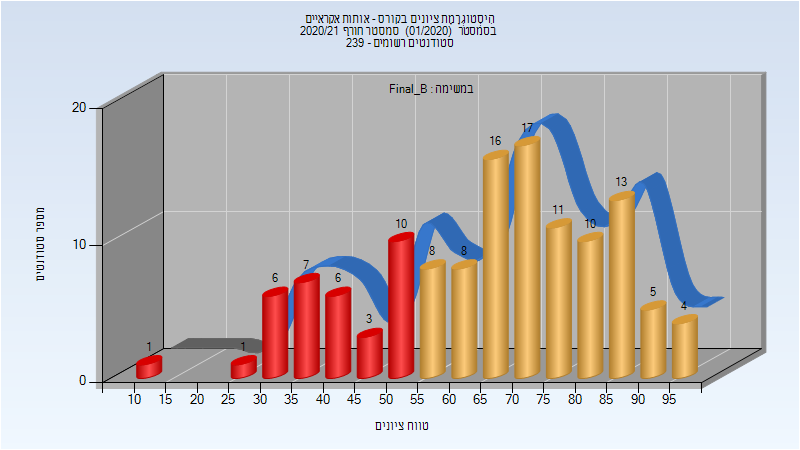 היסטוגרמת ציונים בקורס - אותות אקראיים
בסמסטר (01/2020) סמסטר חורף 2020/21
סטודנטים רשומים - 239
במשימה : Final_B
מספר סטודנטים
20
10
0
1
1
6
7
6
3
10
8
8
16
17
11
10
13
5
4
10 15 20 25 30 35 40 45 50 55 60 65 70 75 80 85 90 95
טווח ציונים